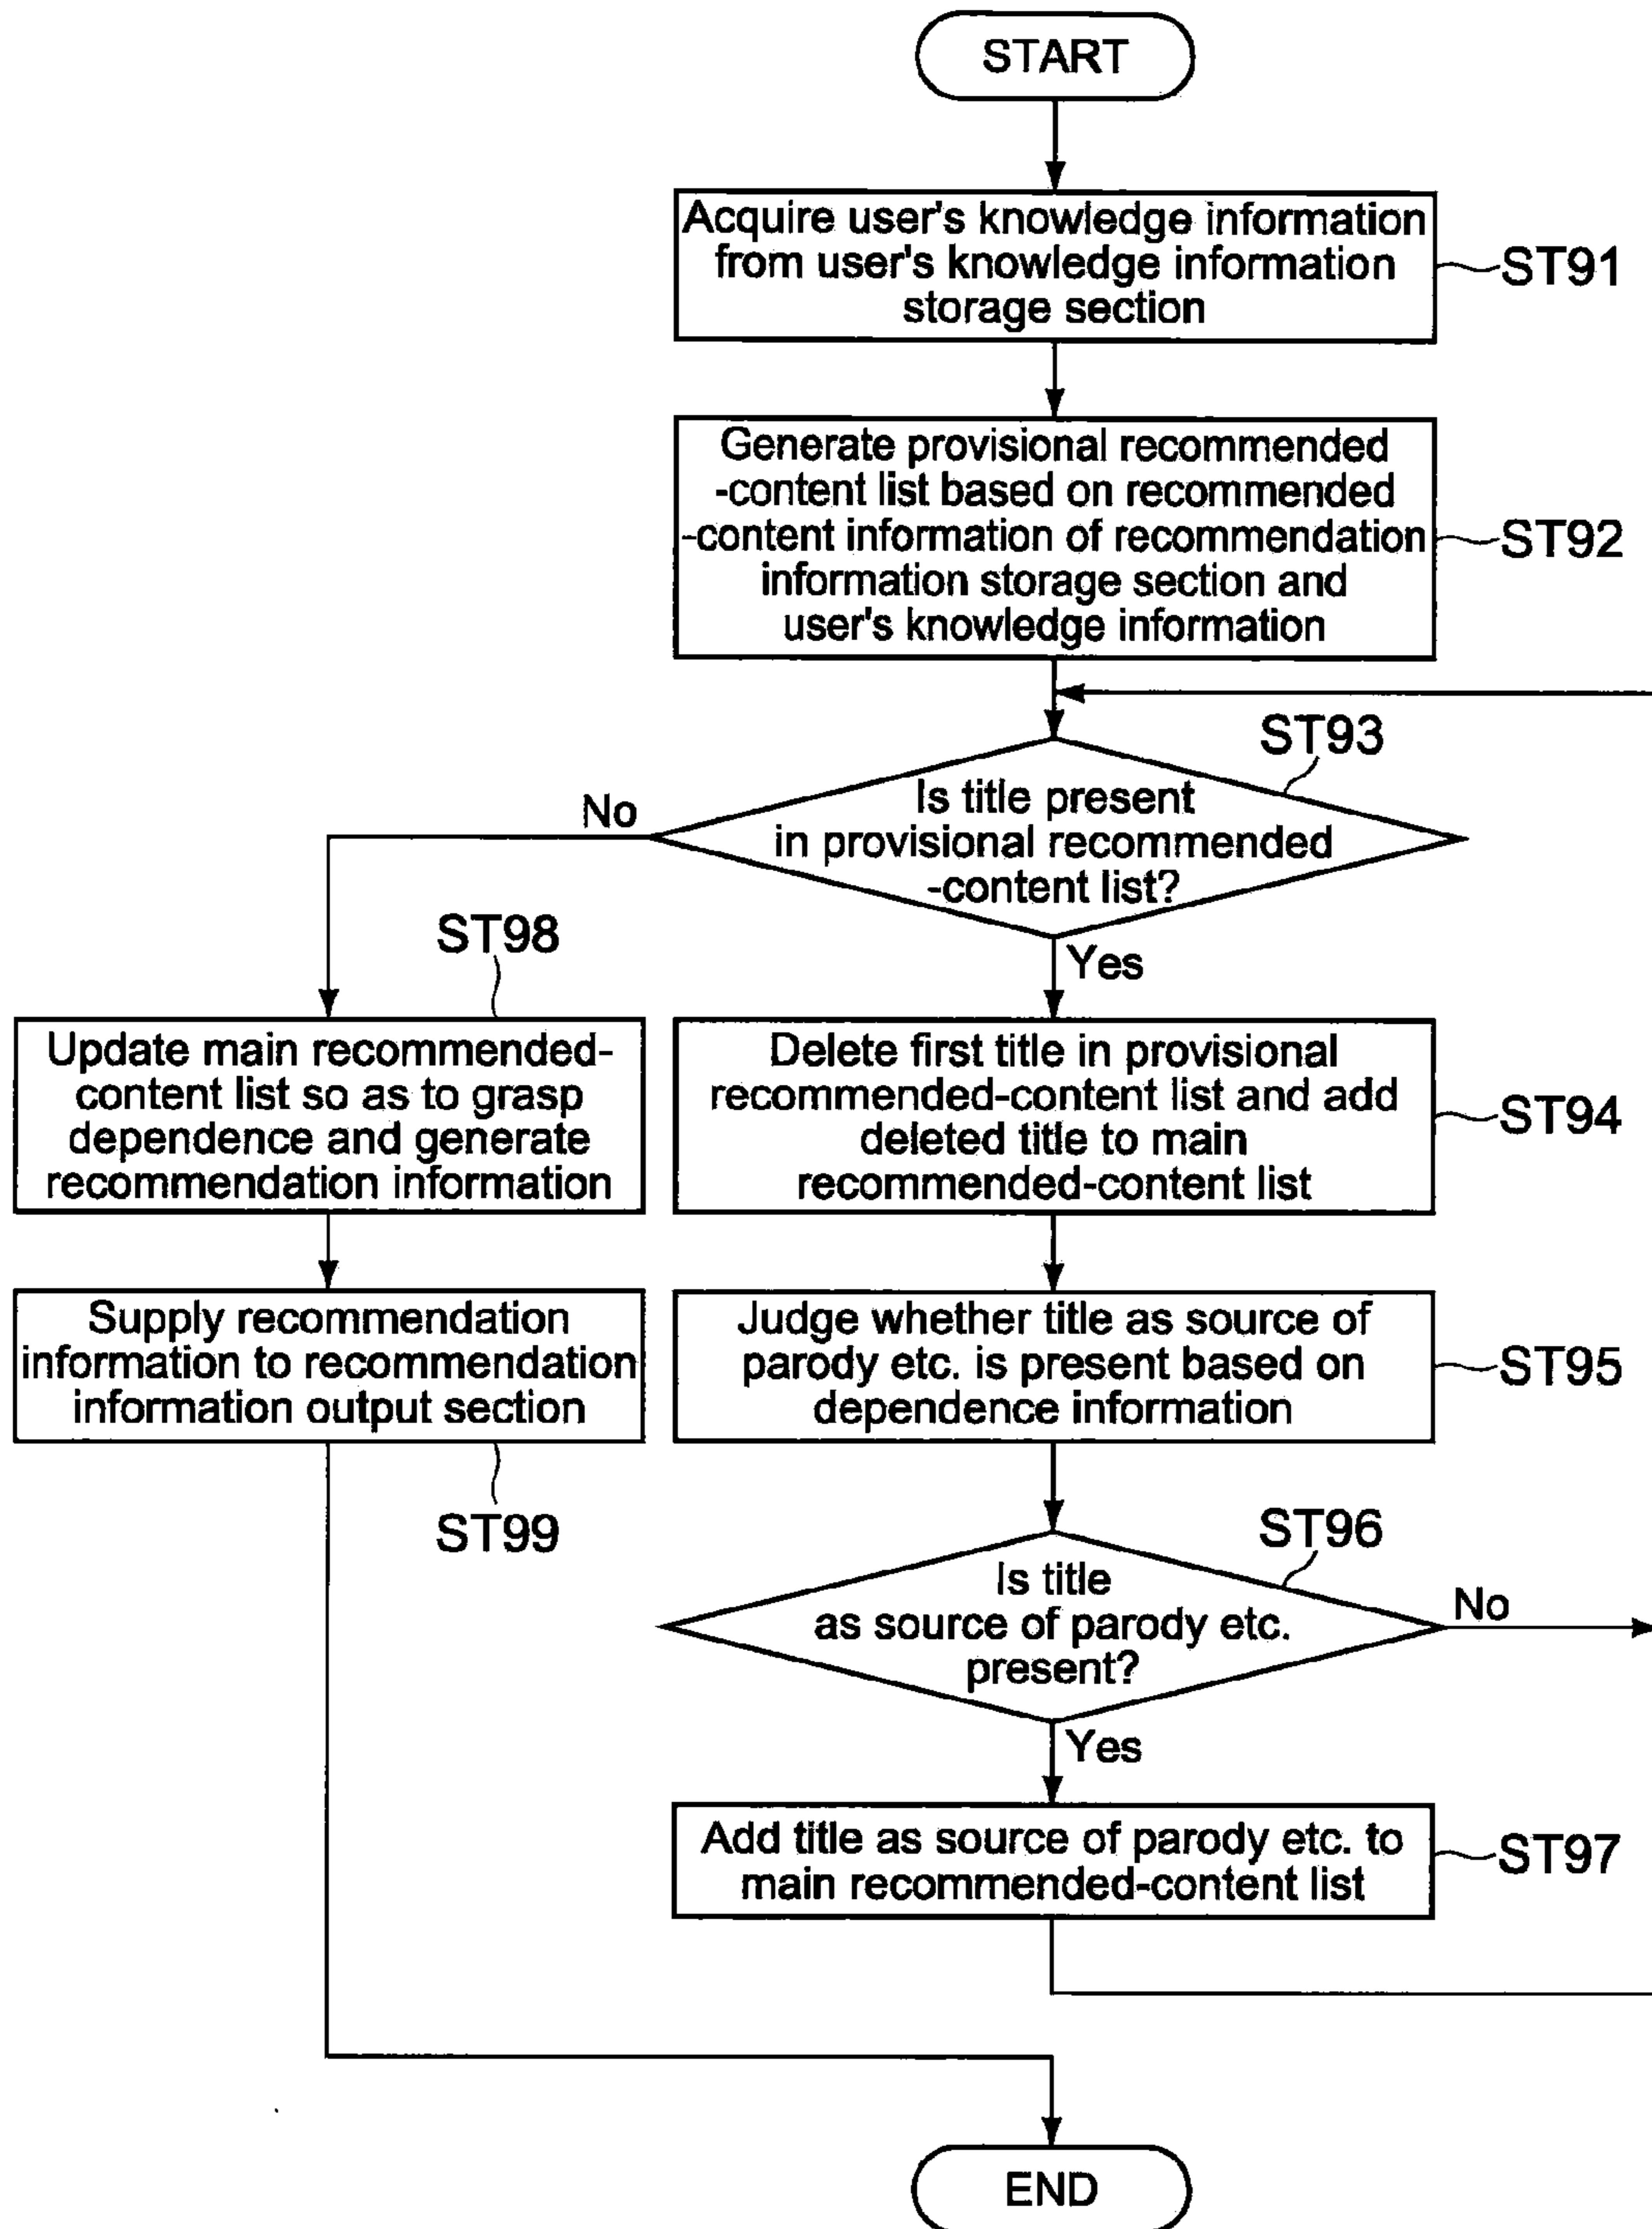 START
Acquire user's knowledge information
from user's knowledge information
storage section
ST91
Generate provisional recommended
-content list based on recommended
-content information of recommendation
information storage section and
user's knowledge information
ST92
ST93
Is title present
in provisional recommended
-content list?
No
Yes
ST98
Update main recommended-
content list so as to grasp
dependence and generate
recommendation information
Delete first title in provisional
recommended-content list and add
deleted title to main
recommended-content list
ST94
Supply recommendation
information to recommendation
information output section
ST99
Judge whether title as source of
parody etc. is present based on
dependence information
ST95
ST96
Is title
as source of parody etc.
present?
No
Yes
Add title as source of parody etc. to
main recommended-content list
ST97
END